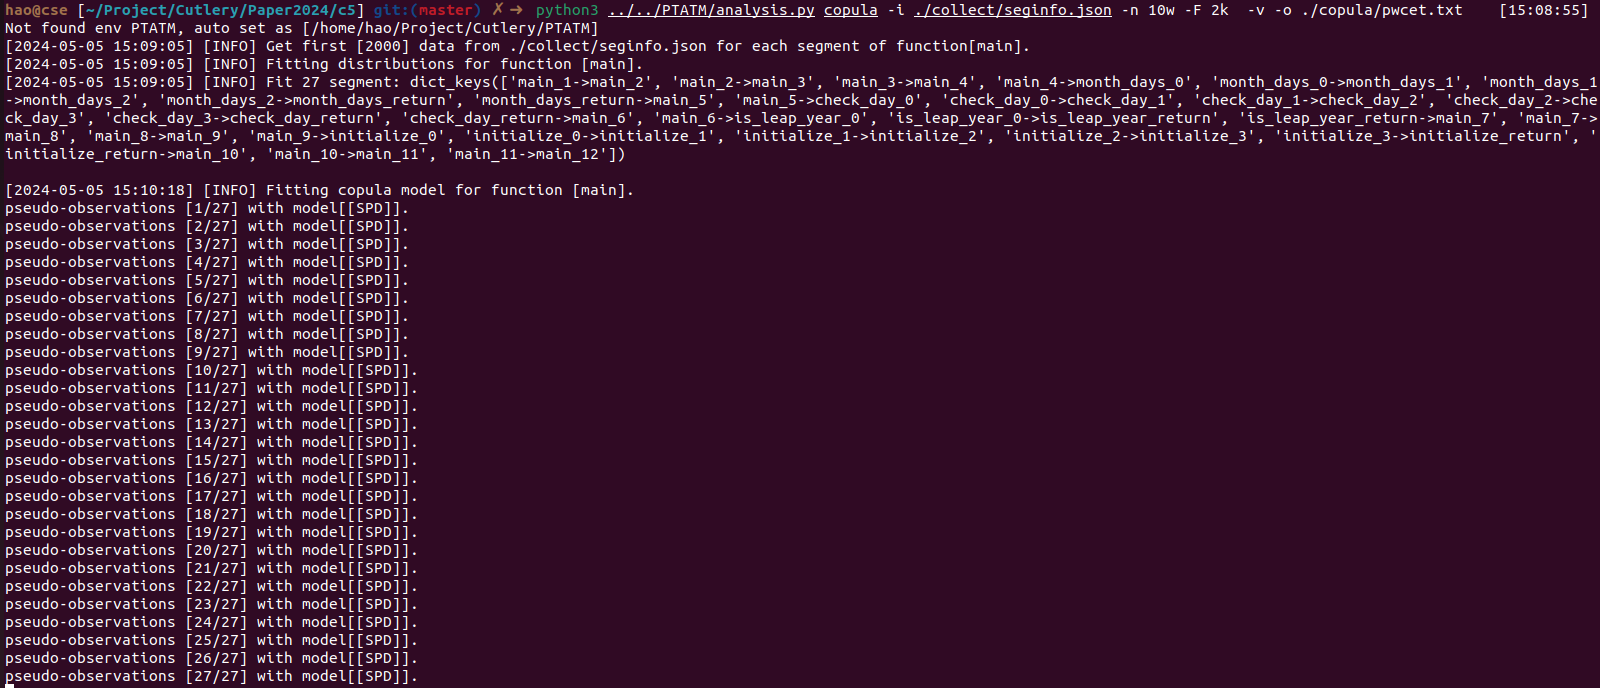 hao@cse [~/Project/Cutlery/Paper2024/c5] git:(master) ✗ ➜ python3 ../../PTATM/analysis.py copula -i ./collect/seginfo.json -n 10w -F 2k  -v -o ./copula/pwcet.txt    [15:08:55]
Not found env PTATM, auto set as [/home/hao/Project/Cutlery/PTATM]
[2024-05-05 15:09:05] [INFO] Get first [2000] data from ./collect/seginfo.json for each segment of function[main].
[2024-05-05 15:09:05] [INFO] Fitting distributions for function [main].
[2024-05-05 15:09:05] [INFO] Fit 27 segment: dict_keys(['main_1->main_2', 'main_2->main_3', 'main_3->main_4', 'main_4->month_days_0', 'month_days_0->month_days_1', 'month_days_1
->month_days_2', 'month_days_2->month_days_return', 'month_days_return->main_5', 'main_5->check_day_0', 'check_day_0->check_day_1', 'check_day_1->check_day_2', 'check_day_2->che
ck_day_3', 'check_day_3->check_day_return', 'check_day_return->main_6', 'main_6->is_leap_year_0', 'is_leap_year_0->is_leap_year_return', 'is_leap_year_return->main_7', 'main_7->
main_8', 'main_8->main_9', 'main_9->initialize_0', 'initialize_0->initialize_1', 'initialize_1->initialize_2', 'initialize_2->initialize_3', 'initialize_3->initialize_return', '
initialize_return->main_10', 'main_10->main_11', 'main_11->main_12'])
[2024-05-05 15:10:18] [INFO] Fitting copula model for function [main].
pseudo-observations [1/27] with model[[SPD]].
pseudo-observations [2/27] with model[[SPD]].
pseudo-observations [3/27] with model[[SPD]].
pseudo-observations [4/27] with model[[SPD]].
pseudo-observations [5/27] with model[[SPD]].
pseudo-observations [6/27] with model[[SPD]].
pseudo-observations [7/27] with model[[SPD]].
pseudo-observations [8/27] with model[[SPD]].
pseudo-observations [9/27] with model[[SPD]].
pseudo-observations [10/27] with model[[SPD]].
pseudo-observations [11/27] with model[[SPD]].
pseudo-observations [12/27] with model[[SPD]].
pseudo-observations [13/27] with model[[SPD]].
pseudo-observations [14/27] with model[[SPD]].
pseudo-observations [15/27] with model[[SPD]].
pseudo-observations [16/27] with model[[SPD]].
pseudo-observations [17/27] with model[[SPD]].
pseudo-observations [18/27] with model[[SPD]].
pseudo-observations [19/27] with model[[SPD]].
pseudo-observations [20/27] with model[[SPD]].
pseudo-observations [21/27] with model[[SPD]].
pseudo-observations [22/27] with model[[SPD]].
pseudo-observations [23/27] with model[[SPD]].
pseudo-observations [24/27] with model[[SPD]].
pseudo-observations [25/27] with model[[SPD]].
pseudo-observations [26/27] with model[[SPD]].
pseudo-observations [27/27] with model[[SPD]].